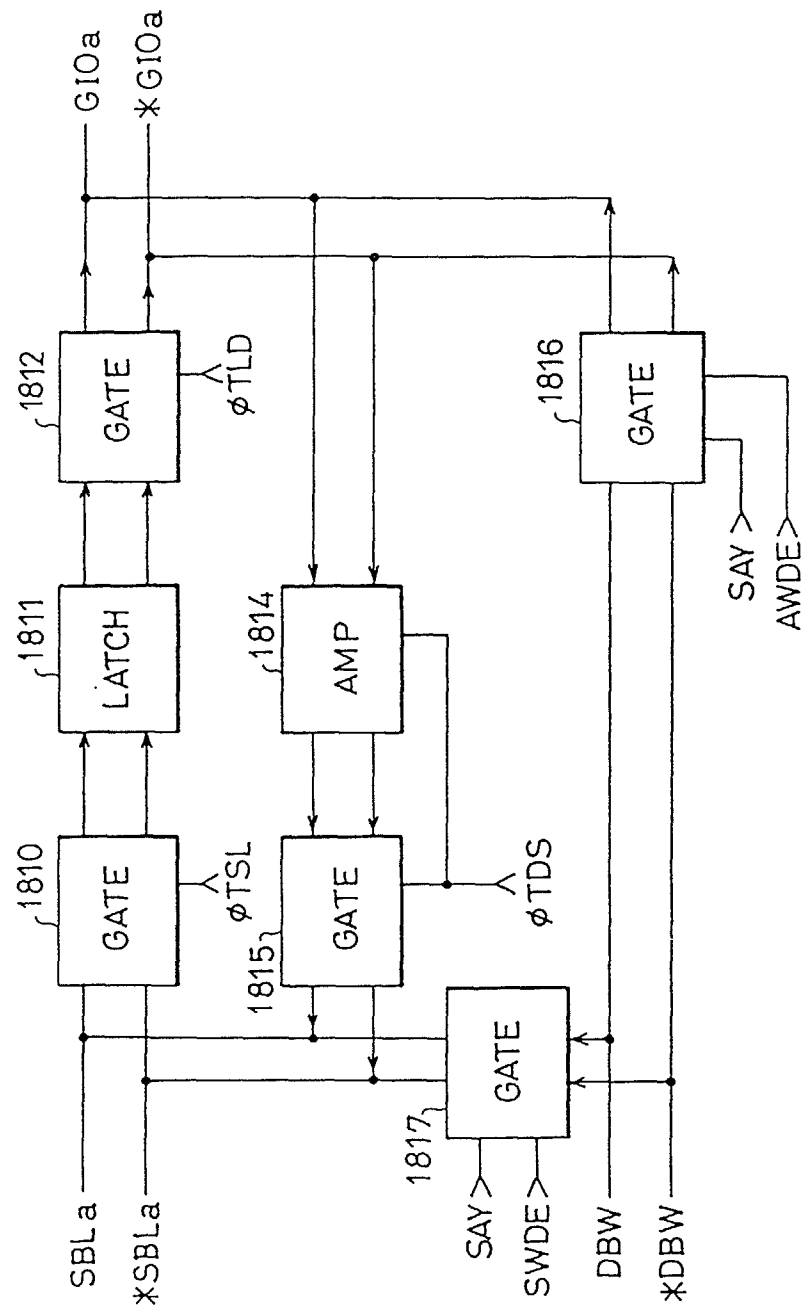 GIOa
*GIOa
1812
GATE
φTLD
1811
LATCH
1810
GATE
φTSL
SBLa
*SBLa
1814
AMP
1815
GATE
φTDS
1816
GATE
SAY
AWDE
1817
GATE
SAY
SWDE
DBW
*DBW